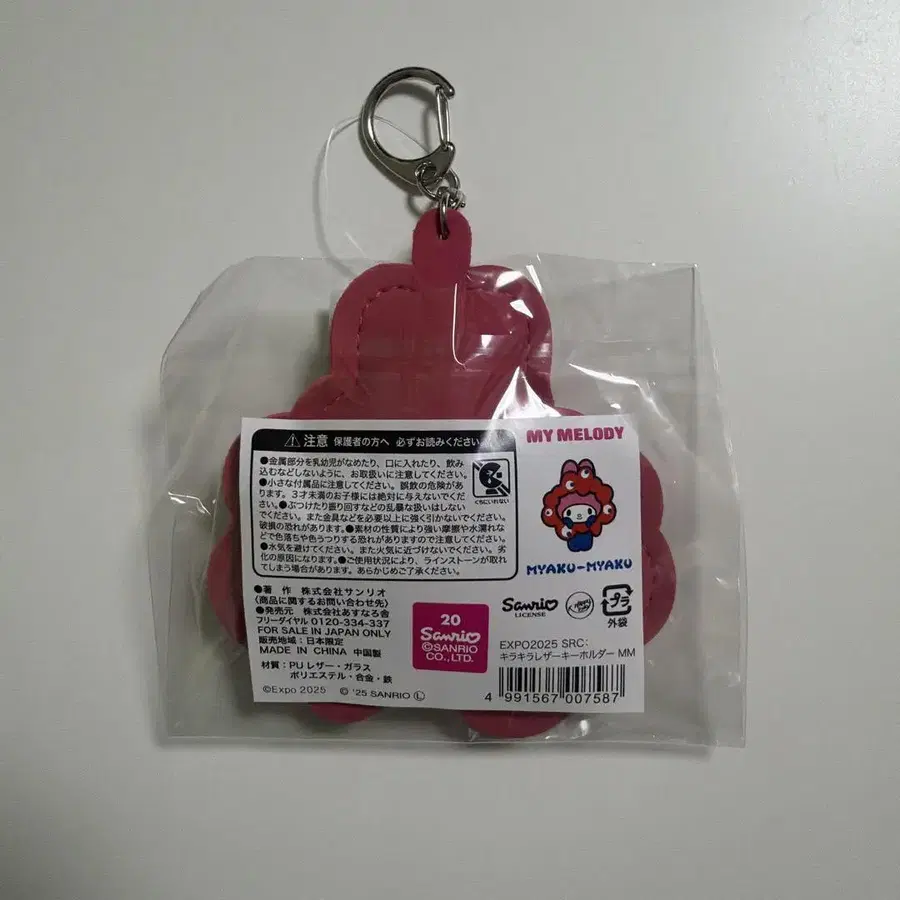 ⚠注意 保護者の方へ 必ずお読みください。
●金属部分を乳幼児がなめたり、口に入れたり、飲み
込むなどしないように、お取扱いに注意してください。
●小さな付属品に注意してください。誤飲の危険があ
ります。3才未満のお子様には絶対に与えないでくだ
さい。●ぶつけたり振り回すなどの乱暴な扱いはしない
でください。また金具などを必要以上に強く引かないでください。
破損の恐れがあります。●素材の性質により強い摩擦や水濡れな
どで色落ちや色うつりする恐れがありますので注意してください。
●水気を避けてください。また火気に近づけないでください。劣
化の原因になります。●ご使用状況により、ラインストーンが取れ
てしまう場合があります。あらかじめご了承ください。
くちにいれない
MY MELODY
MYAKU-MYAKU
●著 作 株式会社サンリオ
〈商品に関するお問い合わせ先〉
●発売元 株式会社あすなろ舎
フリーダイヤル 0120-334-337
FOR SALE IN JAPAN ONLY
販売地域:日本限定
MADE IN CHINA 中国製
材質:PUレザー・ガラス
ポリエステル・合金・鉄
©Expo 2025 © '25 SANRIO Ⓛ
20
Sanrio
©SANRIO
CO., LTD.
Sanrio
LICENSE
プラ
外袋
EXPO2025 SRC:
キラキラレザーキーホルダー MM
4 991567 007587